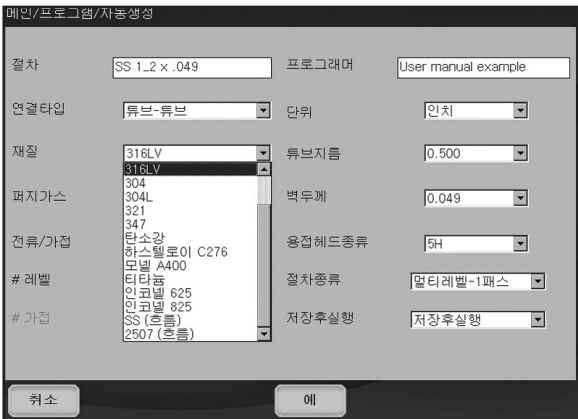 메인/프로그램/자동생성
절차 SS 1_2 x .049 프로그래머 User manual example
연결타입 튜브-튜브 단위 인치
재질 316LV 튜브지름 0.500
316LV
304
304L
퍼지가스 벽두께 0.049
321
347
전류/가접 탄소강 용접헤드종류 5H
하스텔로이 C276
모넬 A400
# 레벨 티타늄 절차종류 멀티레벨-1패스
인코넬 625
인코넬 825
# 가접 SS (흐름) 저장후실행 저장후실행
2507 (흐름)
취소 예